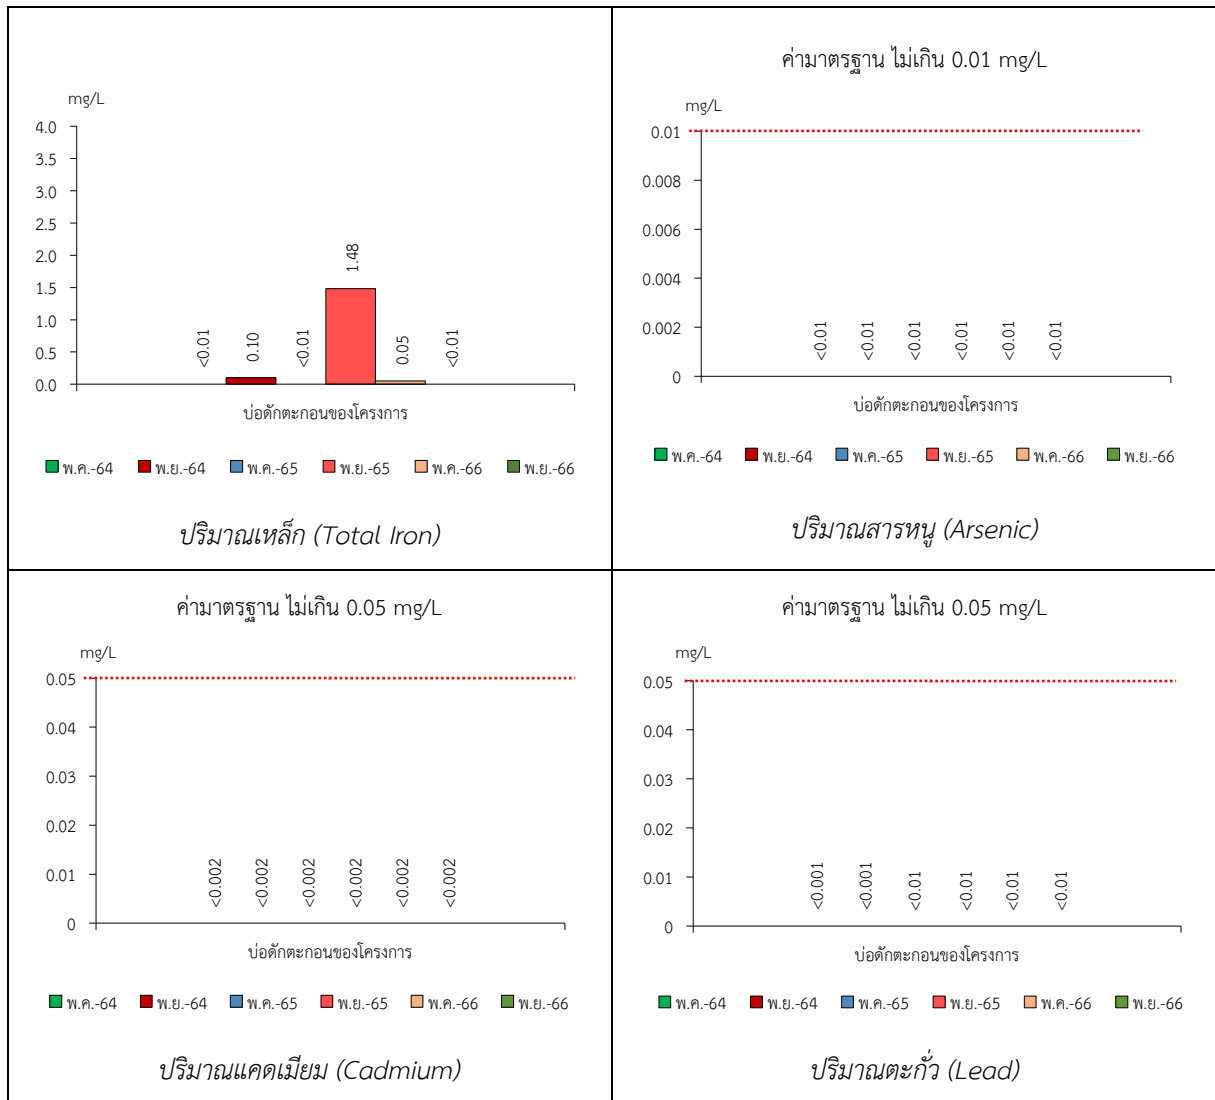 mg/L
4.0
3.5
3.0
2.5
2.0
1.5
1.0
0.5
0.0
<0.01
0.10
<0.01
1.48
0.05
<0.01
บ่อดักตะกอนของโครงการ
พ.ค.-64 พ.ย.-64 พ.ค.-65 พ.ย.-65 พ.ค.-66 พ.ย.-66
ปริมาณเหล็ก (Total Iron)
ค่ามาตรฐาน ไม่เกิน 0.01 mg/L
mg/L
0.01
0.008
0.006
0.004
0.002
0
<0.01
<0.01
<0.01
<0.01
<0.01
<0.01
บ่อดักตะกอนของโครงการ
พ.ค.-64 พ.ย.-64 พ.ค.-65 พ.ย.-65 พ.ค.-66 พ.ย.-66
ปริมาณสารหนู (Arsenic)
ค่ามาตรฐาน ไม่เกิน 0.05 mg/L
mg/L
0.05
0.04
0.03
0.02
0.01
0
<0.002
<0.002
<0.002
<0.002
<0.002
<0.002
บ่อดักตะกอนของโครงการ
พ.ค.-64 พ.ย.-64 พ.ค.-65 พ.ย.-65 พ.ค.-66 พ.ย.-66
ปริมาณแคดเมียม (Cadmium)
ค่ามาตรฐาน ไม่เกิน 0.05 mg/L
mg/L
0.05
0.04
0.03
0.02
0.01
0
<0.001
<0.001
<0.01
<0.01
<0.01
<0.01
บ่อดักตะกอนของโครงการ
พ.ค.-64 พ.ย.-64 พ.ค.-65 พ.ย.-65 พ.ค.-66 พ.ย.-66
ปริมาณตะกั่ว (Lead)